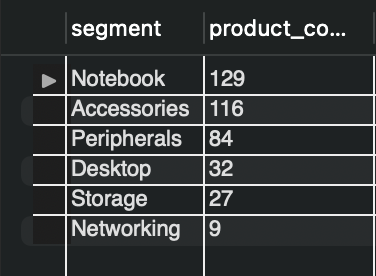 segment product_co...
Notebook 129
Accessories 116
Peripherals 84
Desktop 32
Storage 27
Networking 9